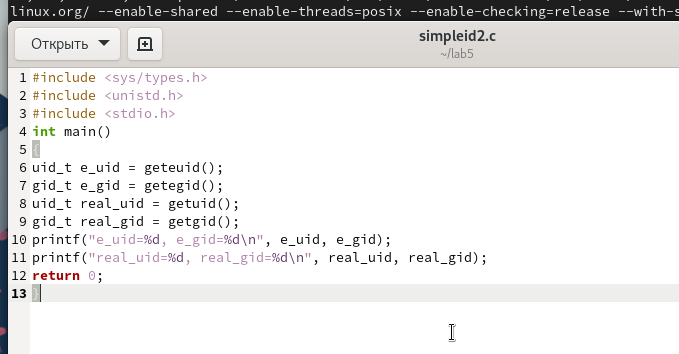 linux.org/ --enable-shared --enable-threads=posix --enable-checking=release --with-s
Открыть
simpleid2.c
~/lab5
1 #include <sys/types.h>
2 #include <unistd.h>
3 #include <stdio.h>
4 int main()
5 {
6 uid_t e_uid = geteuid();
7 gid_t e_gid = getegid();
8 uid_t real_uid = getuid();
9 gid_t real_gid = getgid();
10 printf("e_uid=%d, e_gid=%d\n", e_uid, e_gid);
11 printf("real_uid=%d, real_gid=%d\n", real_uid, real_gid);
12 return 0;
13 }